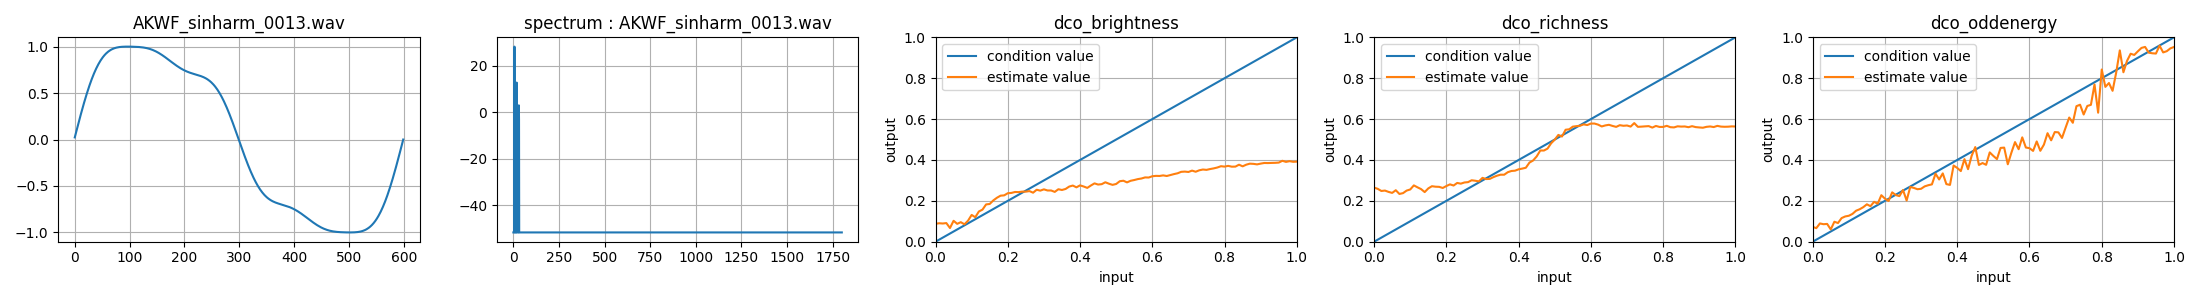 AKWF_sinharm_0013.wav
1.0
0.5
0.0
−0.5
−1.0
0 100 200 300 400 500 600
spectrum : AKWF_sinharm_0013.wav
20
0
−20
−40
0 250 500 750 1000 1250 1500 1750
dco_brightness
condition value
estimate value
output
1.0
0.8
0.6
0.4
0.2
0.0
0.0 0.2 0.4 0.6 0.8 1.0
input
dco_richness
condition value
estimate value
output
1.0
0.8
0.6
0.4
0.2
0.0
0.0 0.2 0.4 0.6 0.8 1.0
input
dco_oddenergy
condition value
estimate value
output
1.0
0.8
0.6
0.4
0.2
0.0
0.0 0.2 0.4 0.6 0.8 1.0
input